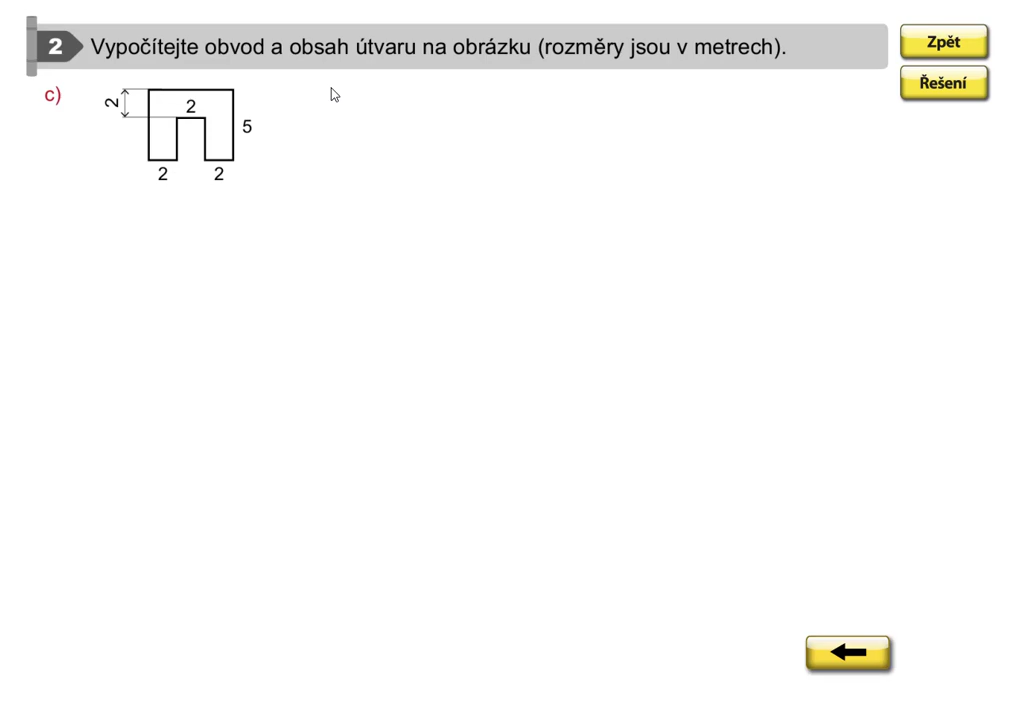 2 Vypočítejte obvod a obsah útvaru na obrázku (rozměry jsou v metrech).
Zpět
Řešení
c)
2
2
5
2
2